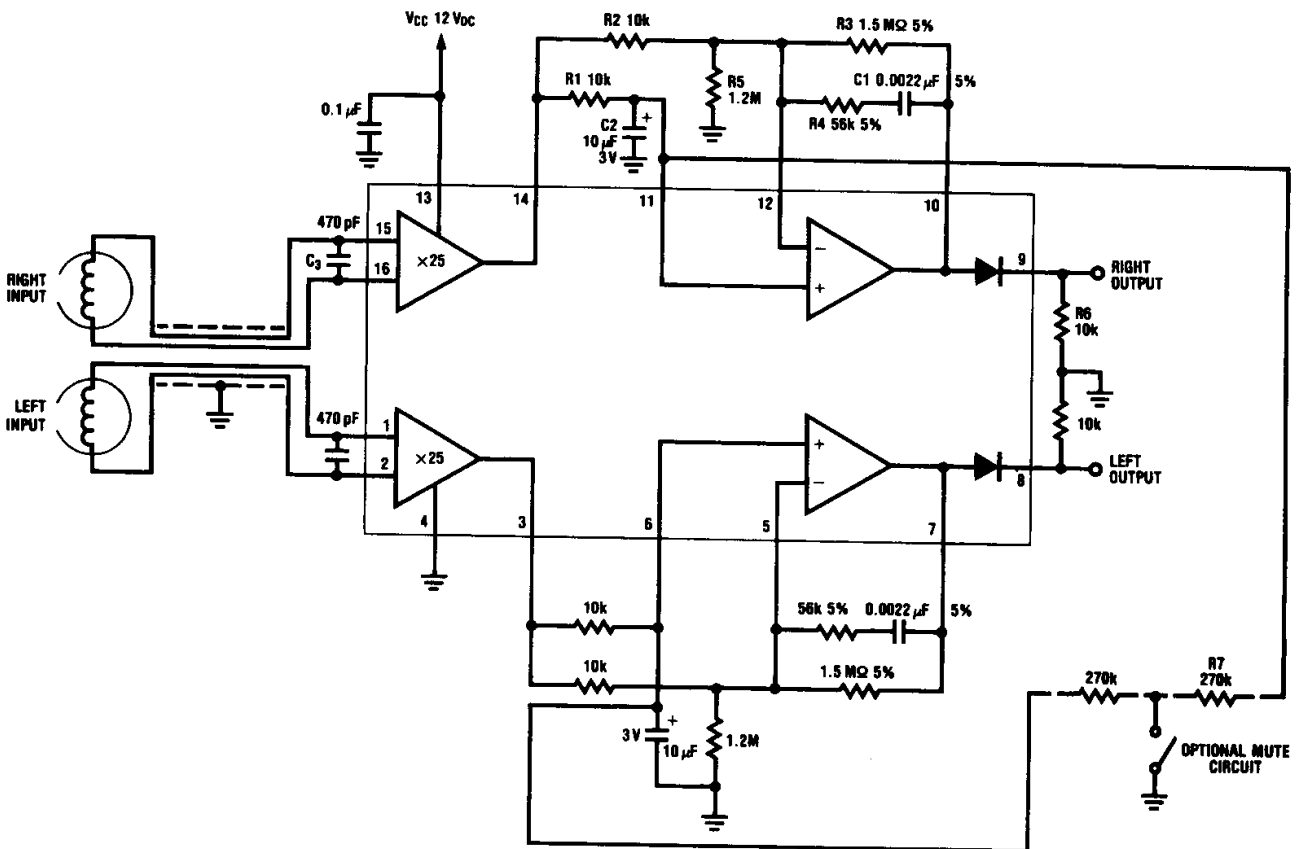 VCC 12 VDC
R2 10k
R3 1.5 MΩ 5%
0.1 µF
R1 10k
C2
10 µF
3V
R5
1.2M
C1 0.0022 µF 5%
R4 56k 5%
13
14
11
12
10
470 pF
15
C3
16
×25
−
+
9
RIGHT
INPUT
RIGHT
OUTPUT
R6
10k
LEFT
INPUT
470 pF
1
2
×25
+
−
10k
8
LEFT
OUTPUT
4
3
6
5
7
10k
56k 5%
0.0022 µF 5%
10k
1.5 MΩ 5%
3V
10 µF
1.2M
270k
R7
270k
OPTIONAL MUTE
CIRCUIT
+
+